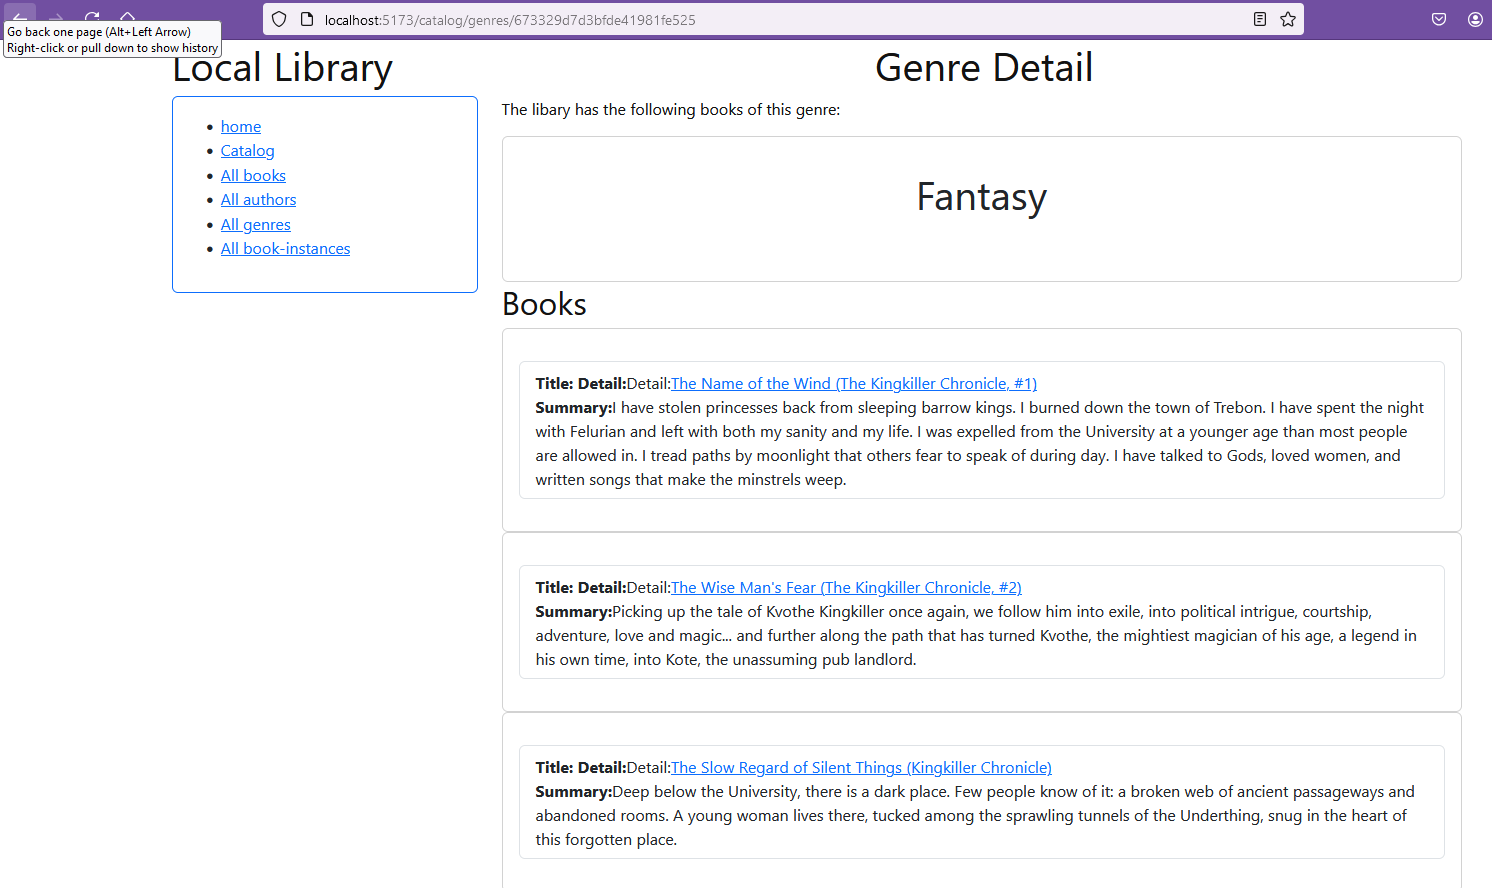 localhost:5173/catalog/genres/673329d7d3bfde41981fe525
Go back one page (Alt+Left Arrow)
Right-click or pull down to show history
Local Library
home
Catalog
All books
All authors
All genres
All book-instances
Genre Detail
The libary has the following books of this genre:
Fantasy
Books
Title: Detail:Detail:The Name of the Wind (The Kingkiller Chronicle, #1)
Summary:I have stolen princesses back from sleeping barrow kings. I burned down the town of Trebon. I have spent the night
with Felurian and left with both my sanity and my life. I was expelled from the University at a younger age than most people
are allowed in. I tread paths by moonlight that others fear to speak of during day. I have talked to Gods, loved women, and
written songs that make the minstrels weep.
Title: Detail:Detail:The Wise Man's Fear (The Kingkiller Chronicle, #2)
Summary:Picking up the tale of Kvothe Kingkiller once again, we follow him into exile, into political intrigue, courtship,
adventure, love and magic... and further along the path that has turned Kvothe, the mightiest magician of his age, a legend in
his own time, into Kote, the unassuming pub landlord.
Title: Detail:Detail:The Slow Regard of Silent Things (Kingkiller Chronicle)
Summary:Deep below the University, there is a dark place. Few people know of it: a broken web of ancient passageways and
abandoned rooms. A young woman lives there, tucked among the sprawling tunnels of the Underthing, snug in the heart of
this forgotten place.